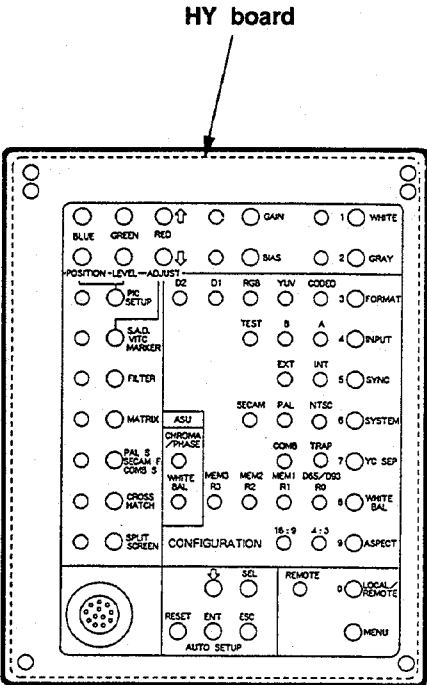 HY board
GAIN 1 WHITE
BLUE GREEN RED
BIAS 2 GRAY
POSITION LEVEL ADJUST
D2 D1 RGB YUV CODED 3 FORMAT
PIC
SETUP
TEST B A 4 INPUT
S.A.D.
VITC
MARKER
EXT INT 5 SYNC
FILTER
SECAM PAL NTSC 6 SYSTEM
MATRIX
ASU
CHROMA
/PHASE
COMB TRAP 7 YC SEP
PAL S
SECAM F
COMB S
WHITE
BAL
MEM3
R3
MEM2
R2
MEM1
R1
D65/D93
R0
8 WHITE
BAL
CROSS
HATCH
16:9 4:3 9 ASPECT
SPLIT
SCREEN
CONFIGURATION
SEL REMOTE 0 LOCAL/
REMOTE
RESET ENT ESC MENU
AUTO SETUP